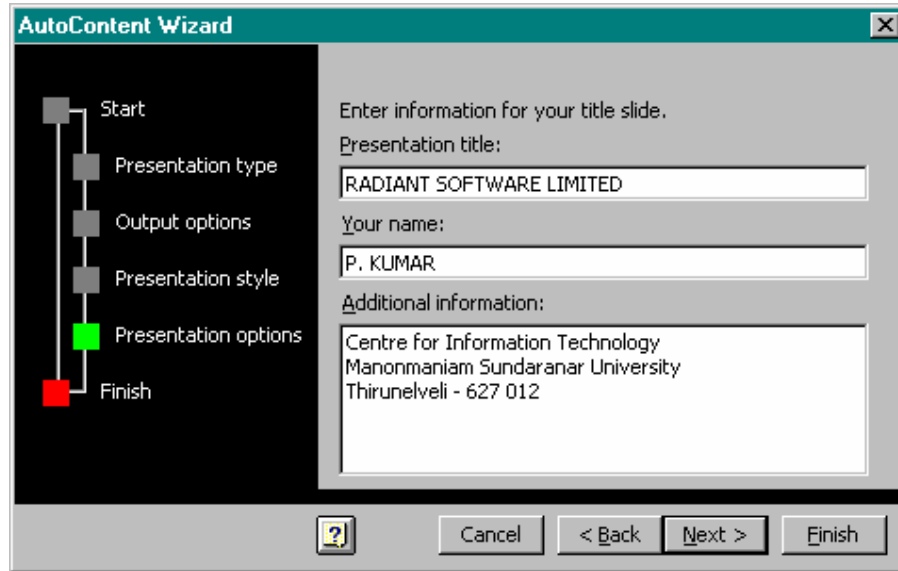 AutoContent Wizard
Start
Presentation type
Output options
Presentation style
Presentation options
Finish
Enter information for your title slide.
Presentation title:
RADIANT SOFTWARE LIMITED
Your name:
P. KUMAR
Additional information:
Centre for Information Technology
Manonmaniam Sundaranar University
Thirunelveli - 627 012
Cancel
< Back
Next >
Finish